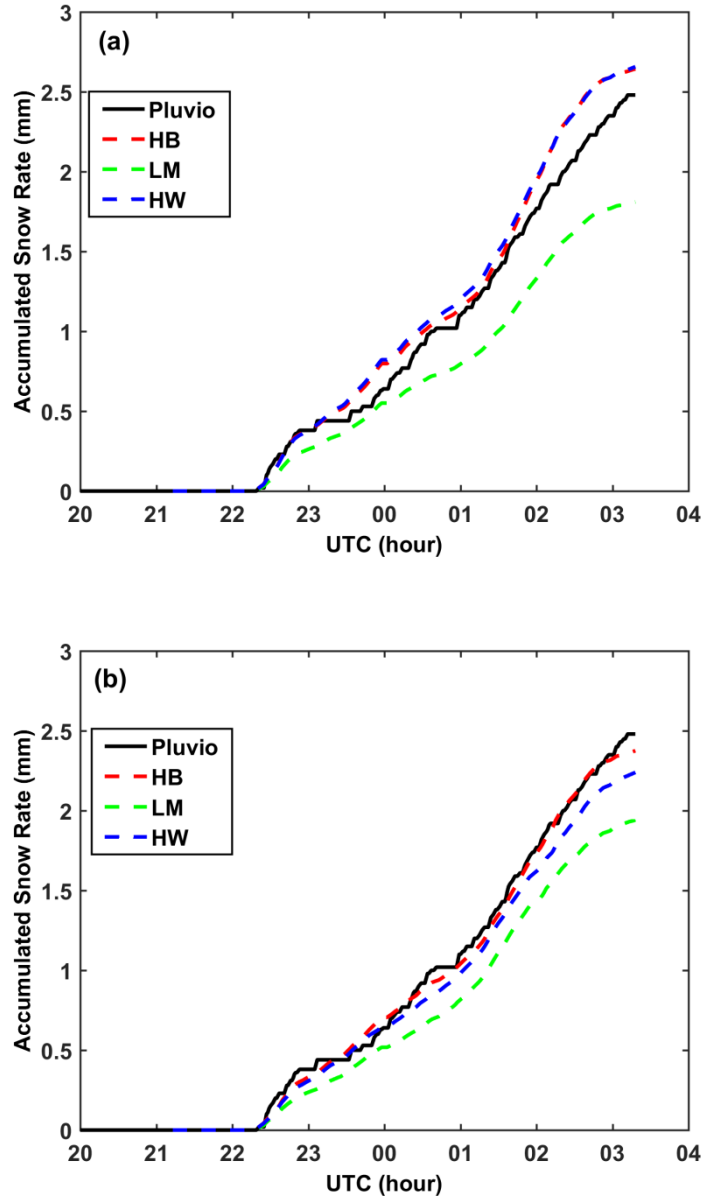 (a)
3
2.5
2
1.5
1
0.5
0
Accumulated Snow Rate (mm)
Pluvio
HB
LM
HW
20 21 22 23 00 01 02 03 04
UTC (hour)
(b)
3
2.5
2
1.5
1
0.5
0
Accumulated Snow Rate (mm)
Pluvio
HB
LM
HW
20 21 22 23 00 01 02 03 04
UTC (hour)